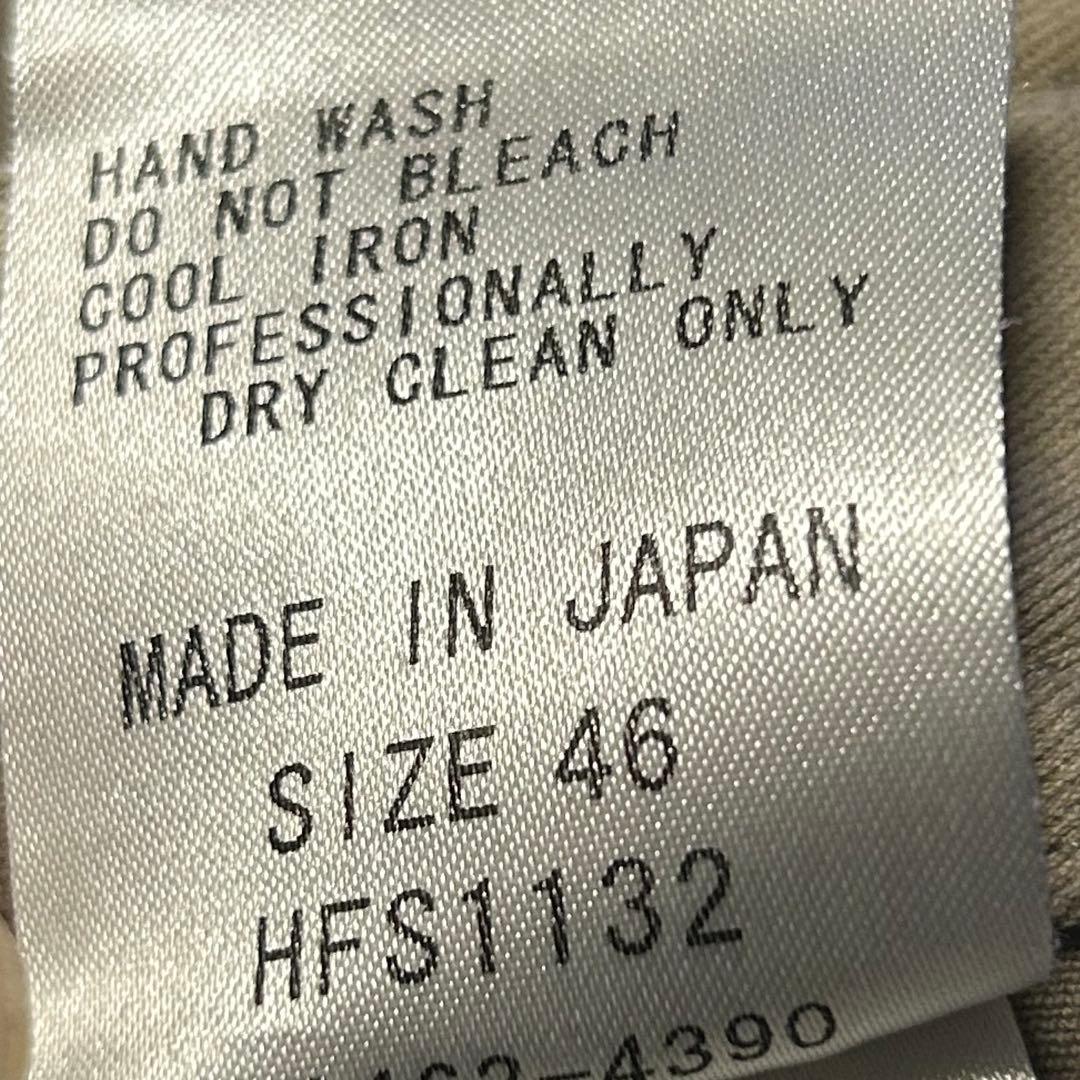 HAND WASH
DO NOT BLEACH
COOL IRON
PROFESSIONALLY
DRY CLEAN ONLY
MADE IN JAPAN
SIZE 46
HFS1132